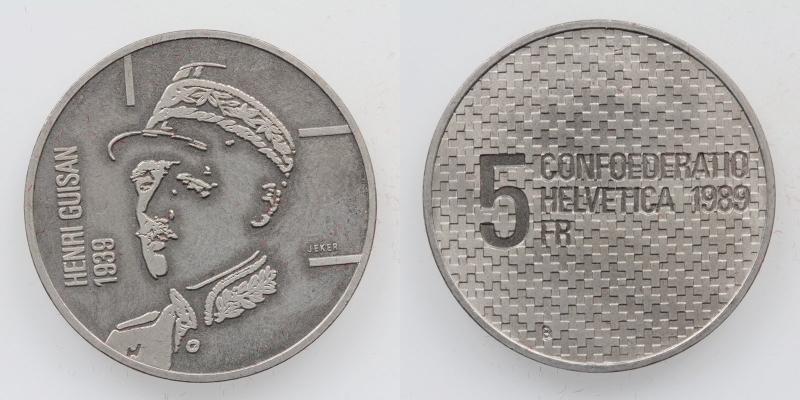 HENRI GUISAN
1939
JEKER
5 CONFOEDERATIO
HELVETICA 1989
FR
B